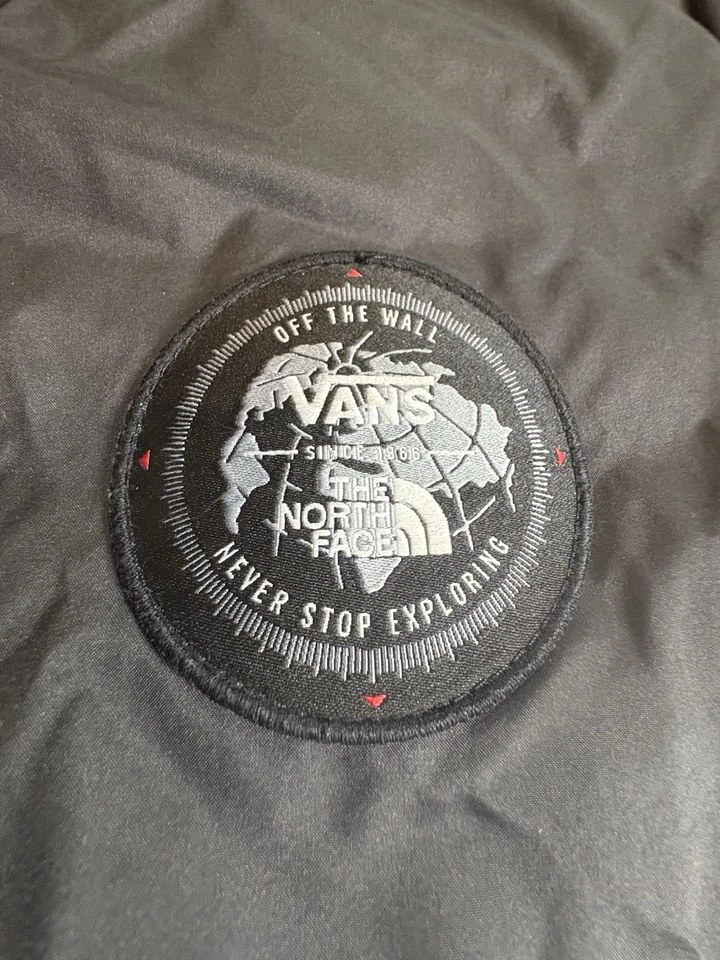 OFF THE WALL
VANS
SINCE 1966
THE
NORTH
FACE
NEVER STOP EXPLORING